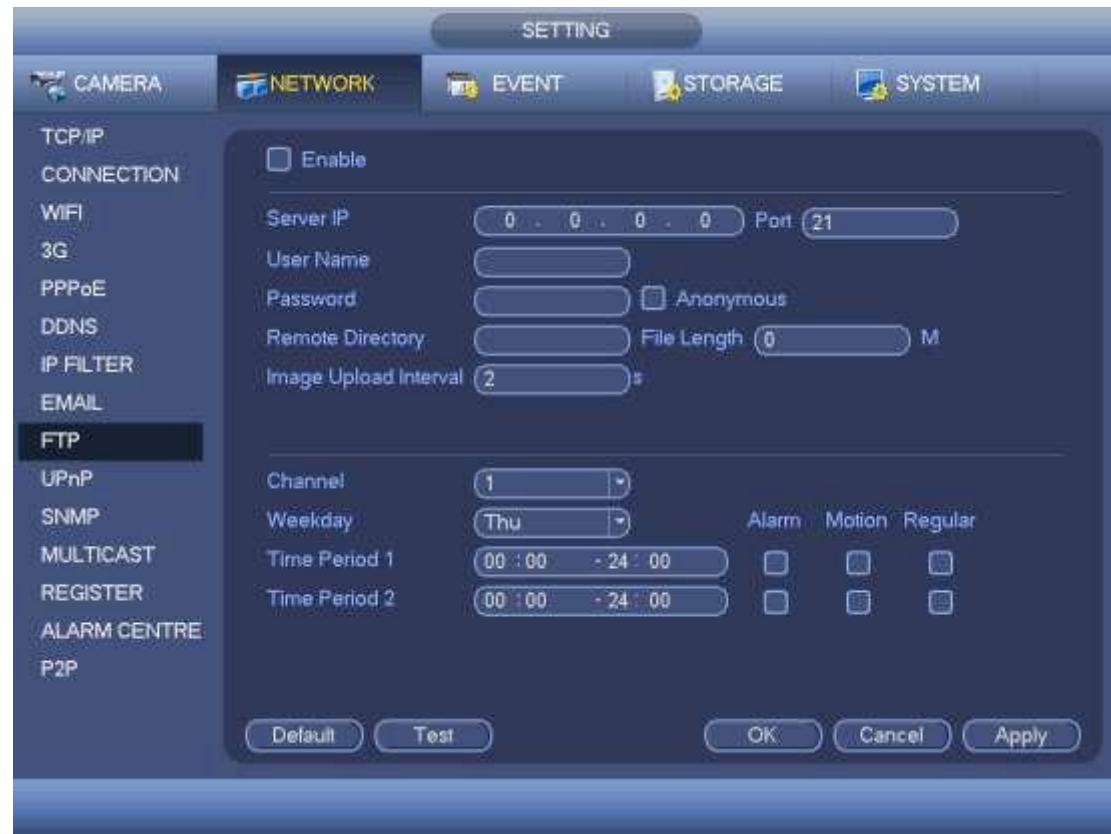 SETTING
CAMERA NETWORK EVENT STORAGE SYSTEM
TCP/IP
CONNECTION
WIFI
3G
PPPoE
DDNS
IP FILTER
EMAIL
FTP
UPnP
SNMP
MULTICAST
REGISTER
ALARM CENTRE
P2P
Enable
Server IP 0 . 0 . 0 . 0 Port 21
User Name
Password Anonymous
Remote Directory File Length 0 M
Image Upload Interval 2 s
Channel 1
Weekday Thu Alarm Motion Regular
Time Period 1 00 :00 - 24 : 00
Time Period 2 00 :00 - 24 : 00
Default Test OK Cancel Apply